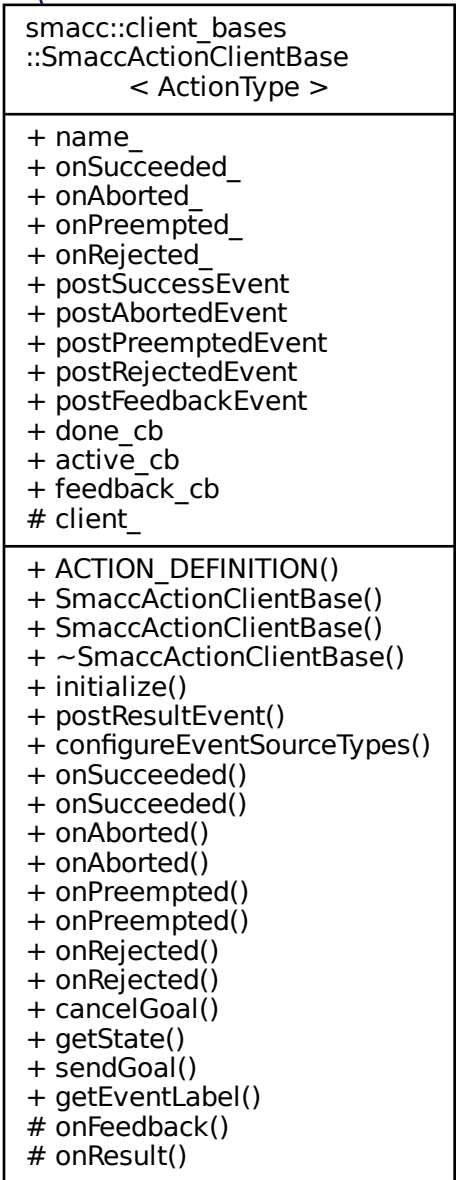 smacc::client_bases
::SmaccActionClientBase
< ActionType >
+ name_
+ onSucceeded_
+ onAborted_
+ onPreempted_
+ onRejected_
+ postSuccessEvent
+ postAbortedEvent
+ postPreemptedEvent
+ postRejectedEvent
+ postFeedbackEvent
+ done_cb
+ active_cb
+ feedback_cb
# client_
+ ACTION_DEFINITION()
+ SmaccActionClientBase()
+ SmaccActionClientBase()
+ ~SmaccActionClientBase()
+ initialize()
+ postResultEvent()
+ configureEventSourceTypes()
+ onSucceeded()
+ onSucceeded()
+ onAborted()
+ onAborted()
+ onPreempted()
+ onPreempted()
+ onRejected()
+ onRejected()
+ cancelGoal()
+ getState()
+ sendGoal()
+ getEventLabel()
# onFeedback()
# onResult()